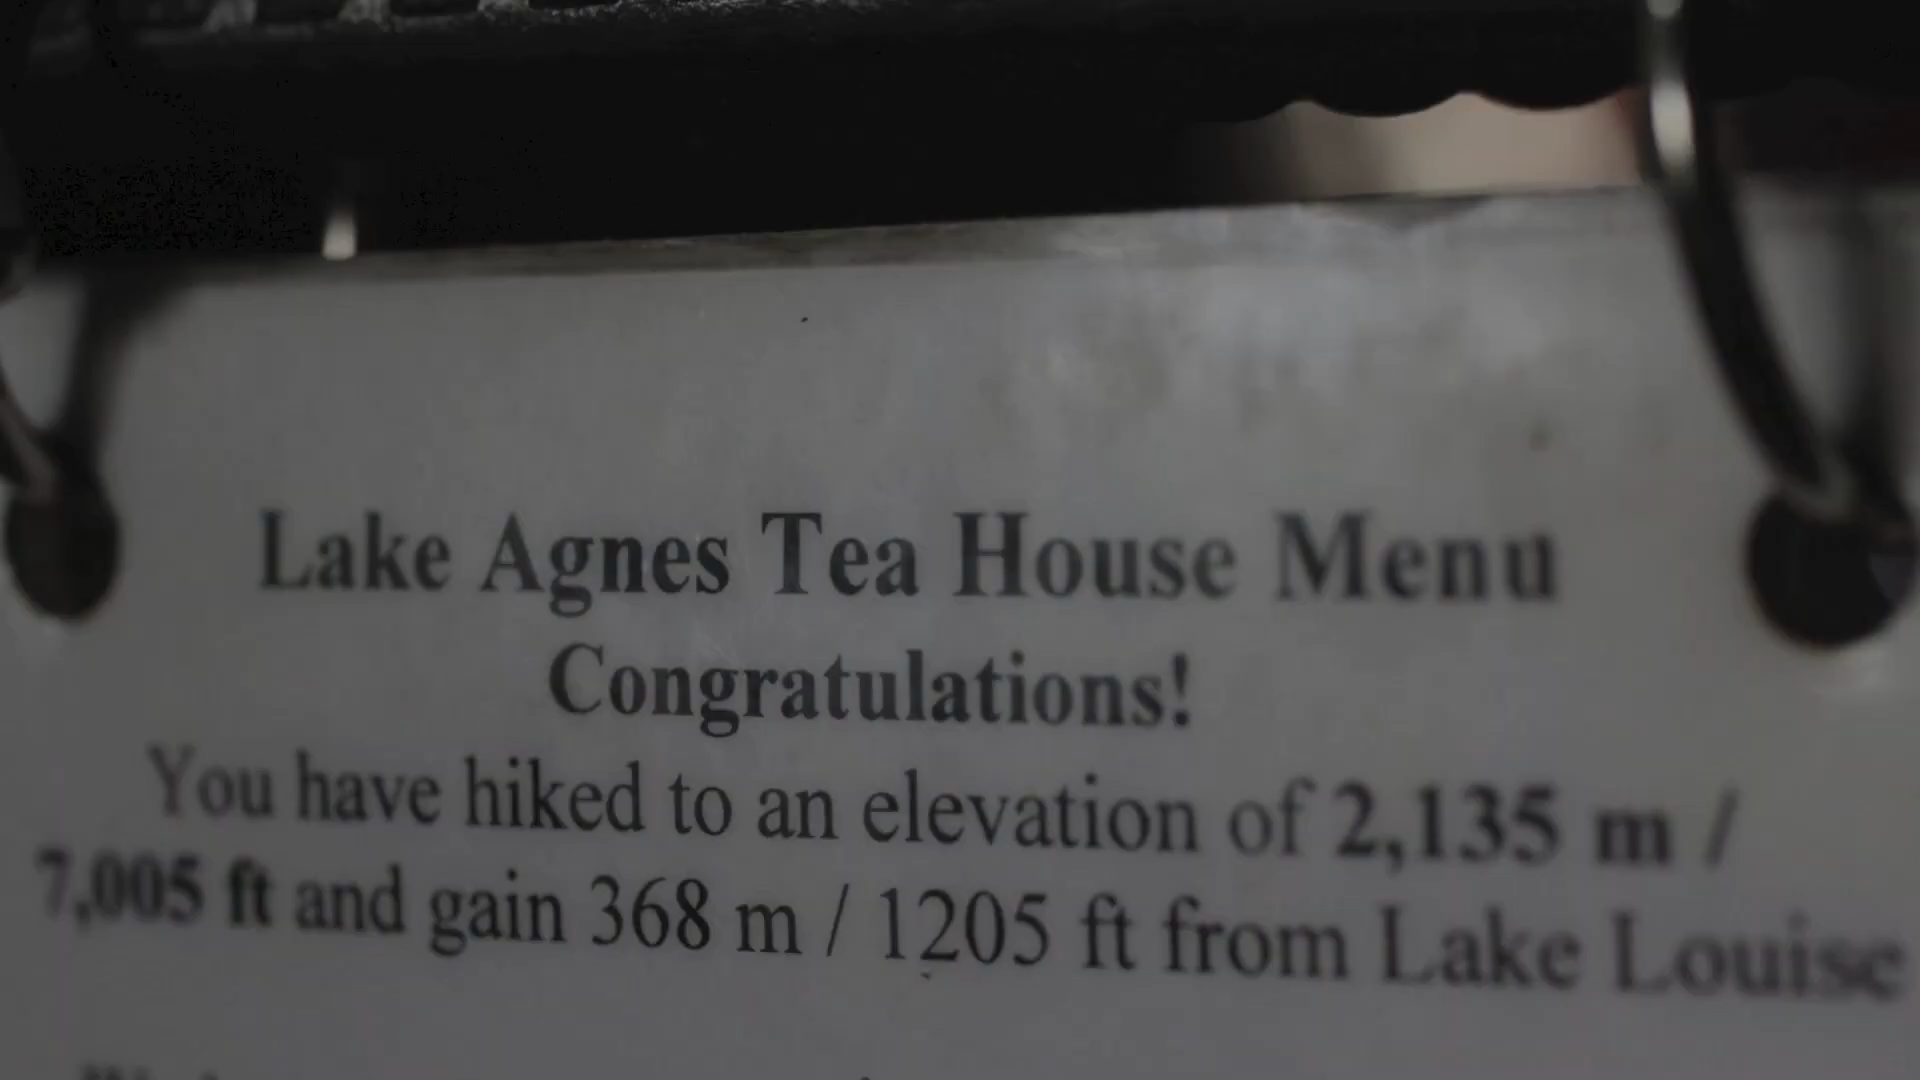 Lake Agnes Tea House Menu
Congratulations!
You have hiked to an elevation of 2,135 m /
7,005 ft and gain 368 m / 1205 ft from Lake Louise